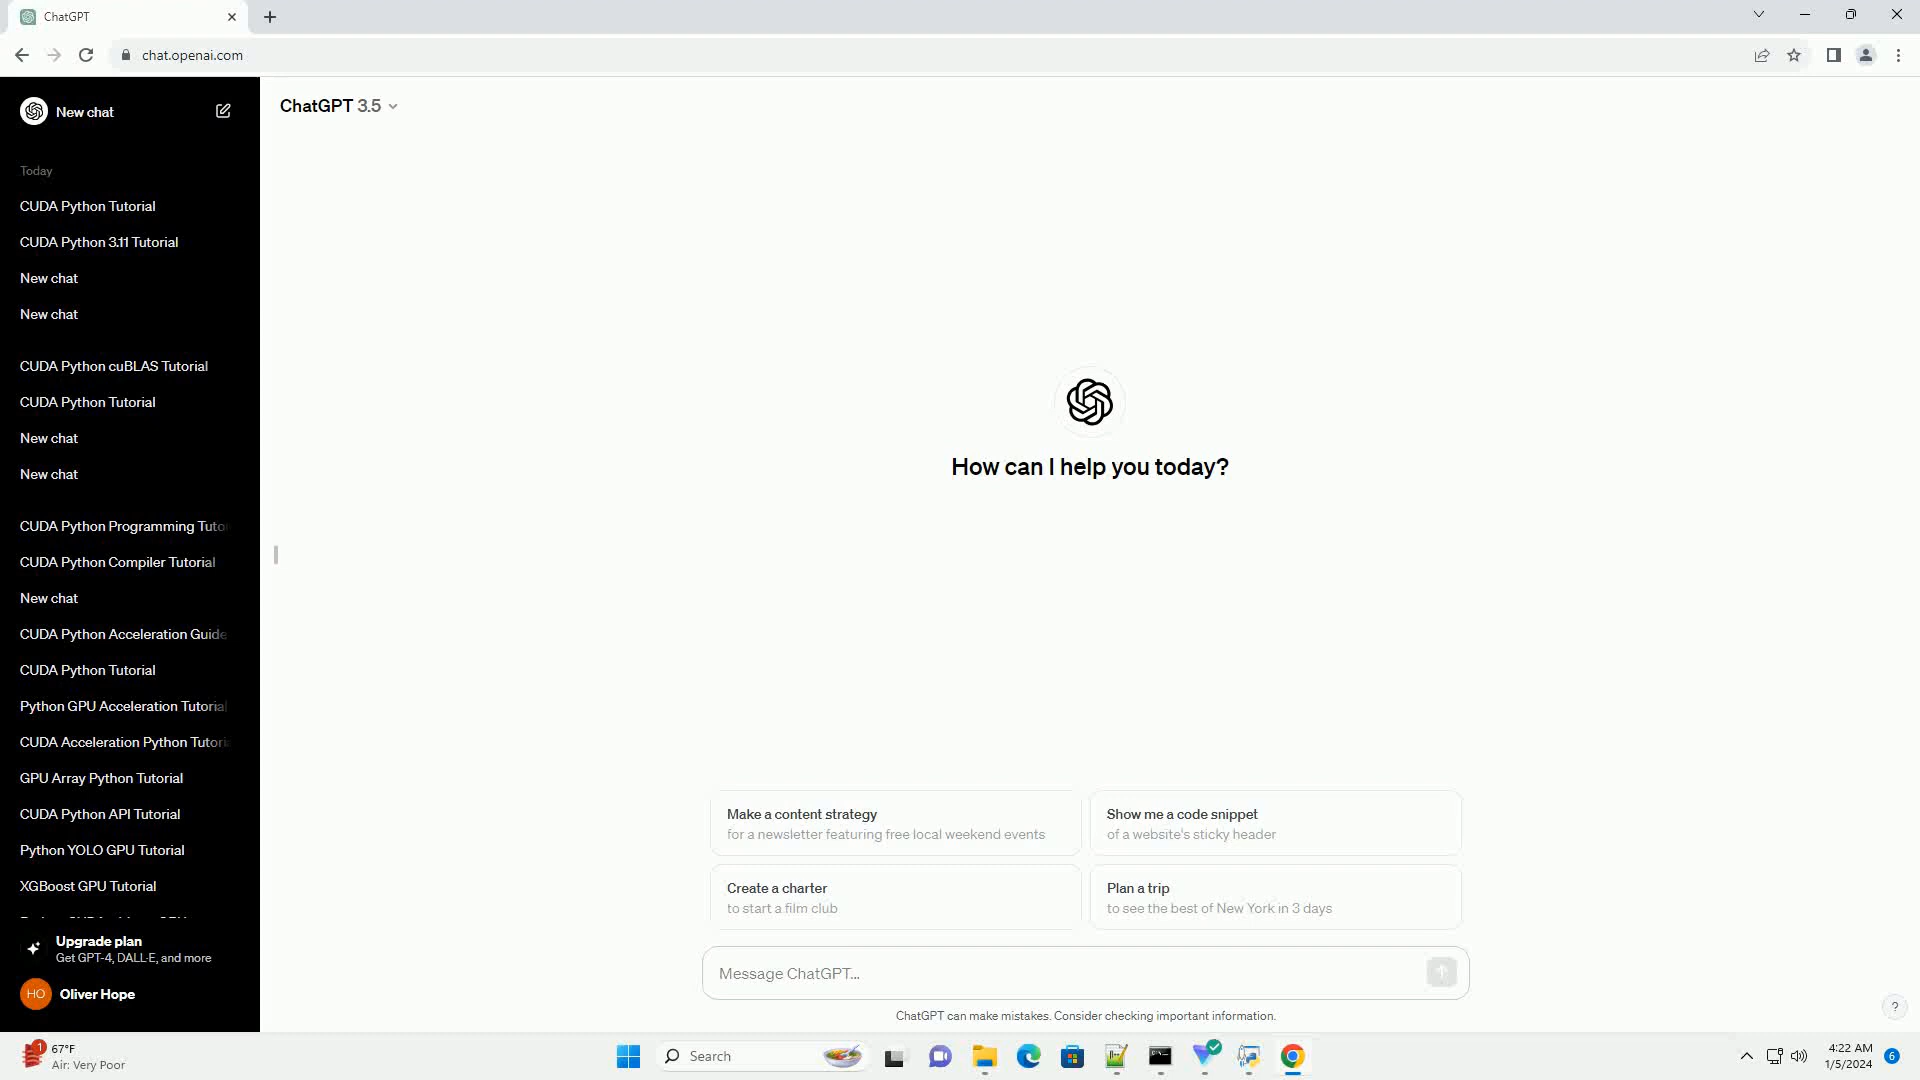 ChatGPT
chat.openai.com
New chat
Today
CUDA Python Tutorial
CUDA Python 3.11 Tutorial
New chat
New chat
CUDA Python cuBLAS Tutorial
CUDA Python Tutorial
New chat
New chat
CUDA Python Programming Tuto
CUDA Python Compiler Tutorial
New chat
CUDA Python Acceleration Guide
CUDA Python Tutorial
Python GPU Acceleration Tutorial
CUDA Acceleration Python Tutori
GPU Array Python Tutorial
CUDA Python API Tutorial
Python YOLO GPU Tutorial
XGBoost GPU Tutorial
Upgrade plan
Get GPT-4, DALL·E, and more
HO Oliver Hope
ChatGPT 3.5
How can I help you today?
Make a content strategy
for a newsletter featuring free local weekend events
Show me a code snippet
of a website's sticky header
Create a charter
to start a film club
Plan a trip
to see the best of New York in 3 days
Message ChatGPT...
ChatGPT can make mistakes. Consider checking important information.
?
1
67°F
Air: Very Poor
Search
4:22 AM
1/5/2024
6